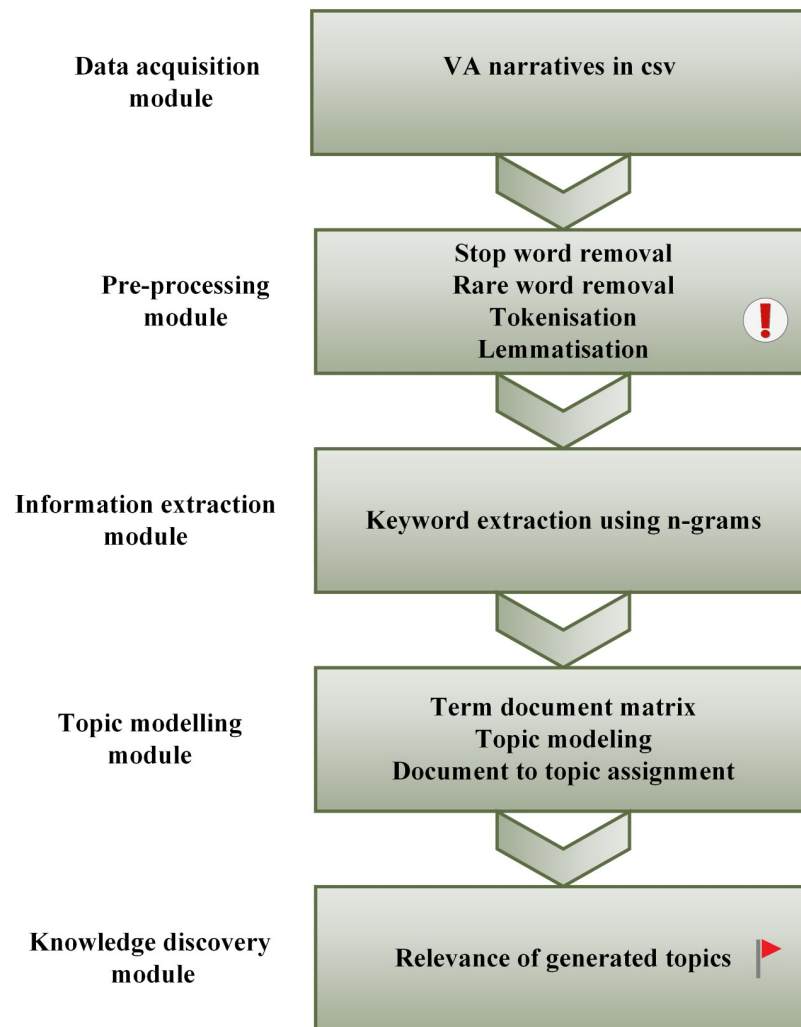 Data acquisition
module
VA narratives in csv
Pre-processing
module
Stop word removal
Rare word removal
Tokenisation
Lemmatisation
Information extraction
module
Keyword extraction using n-grams
Topic modelling
module
Term document matrix
Topic modeling
Document to topic assignment
Knowledge discovery
module
Relevance of generated topics